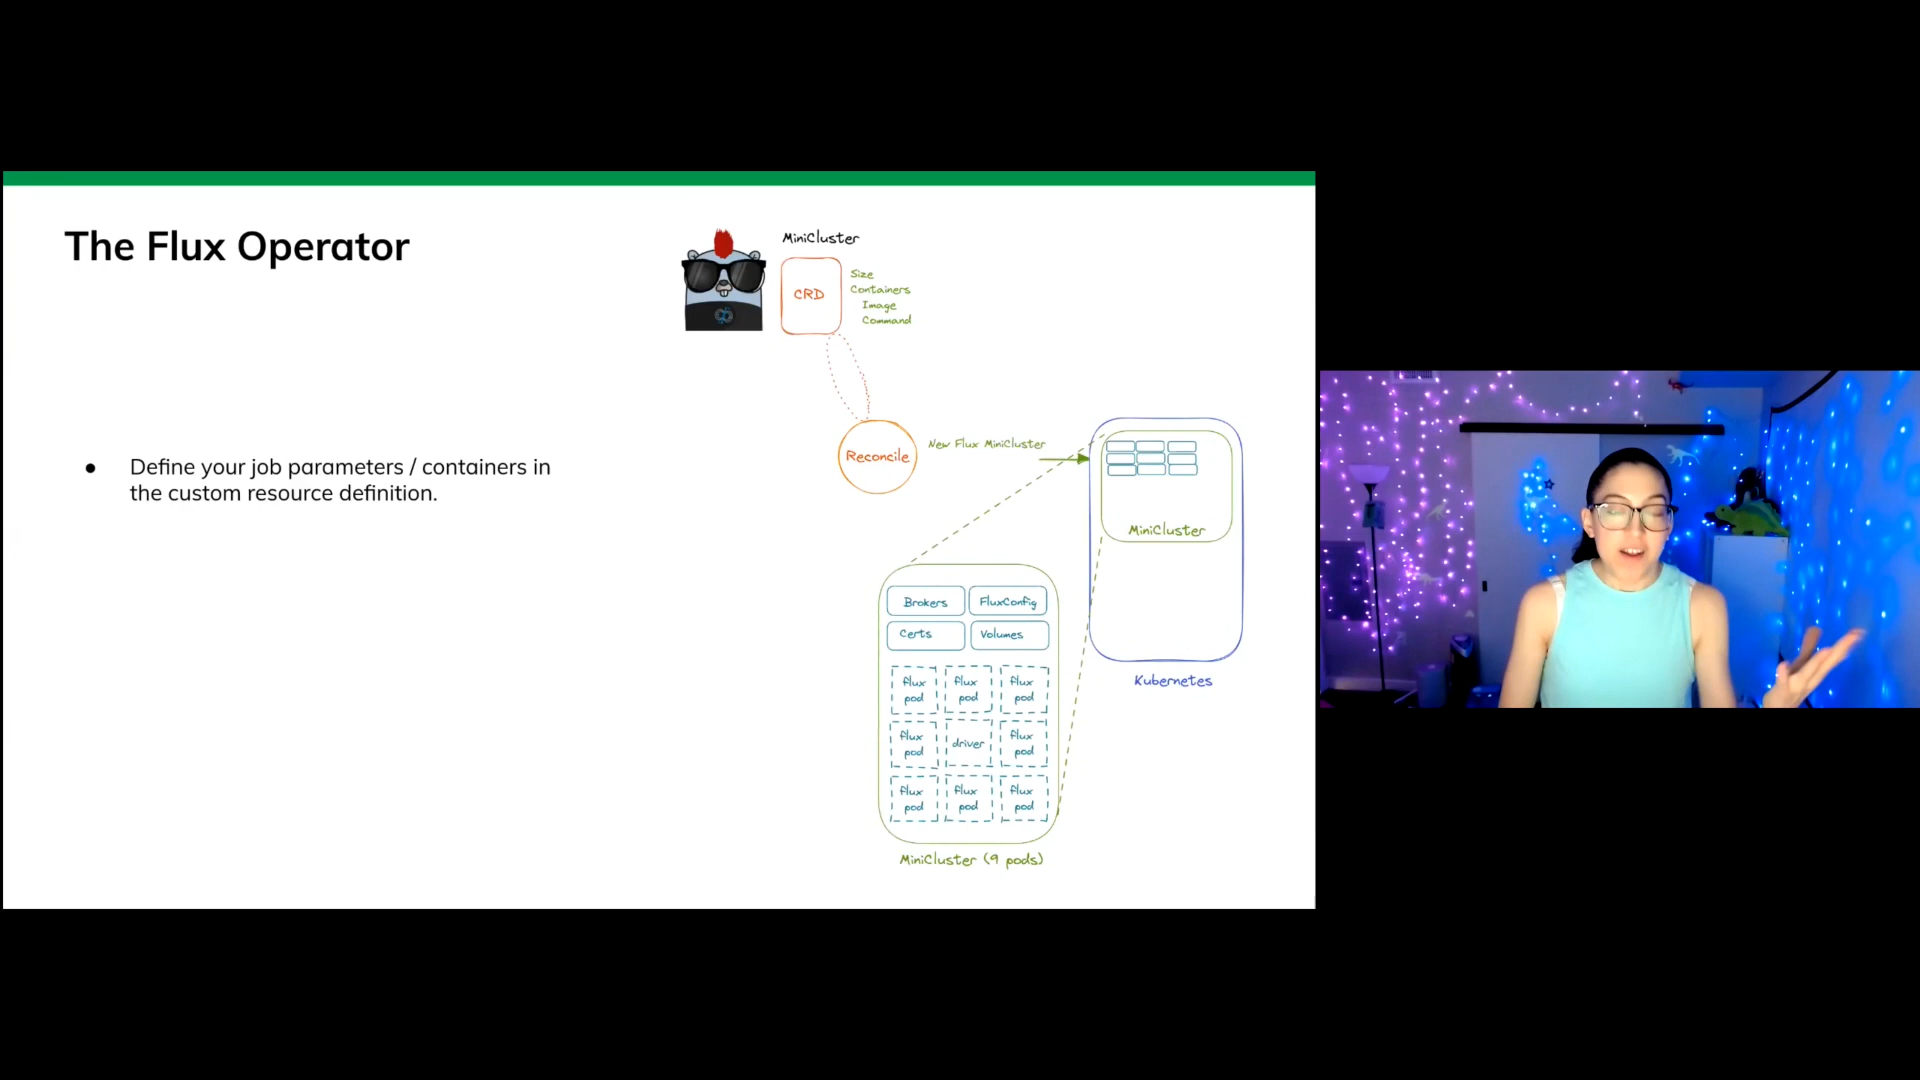 The Flux Operator
● Define your job parameters / containers in
the custom resource definition.
MiniCluster
CRD
Size
Containers
Image
Command
Reconcile
New Flux MiniCluster
MiniCluster
Kubernetes
Brokers
FluxConfig
Certs
Volumes
flux pod
flux pod
flux pod
flux pod
driver
flux pod
flux pod
flux pod
flux pod
MiniCluster (9 pods)